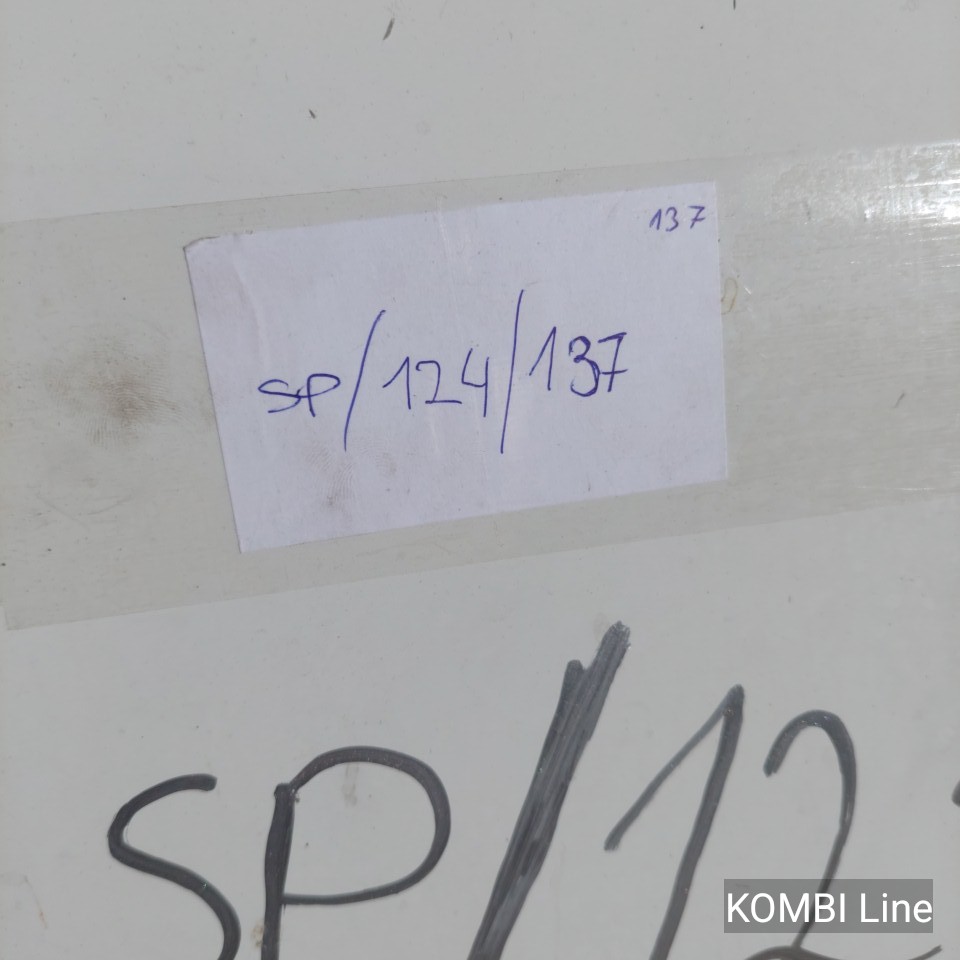 137
SP/124/137
SP/12
KOMBI Line